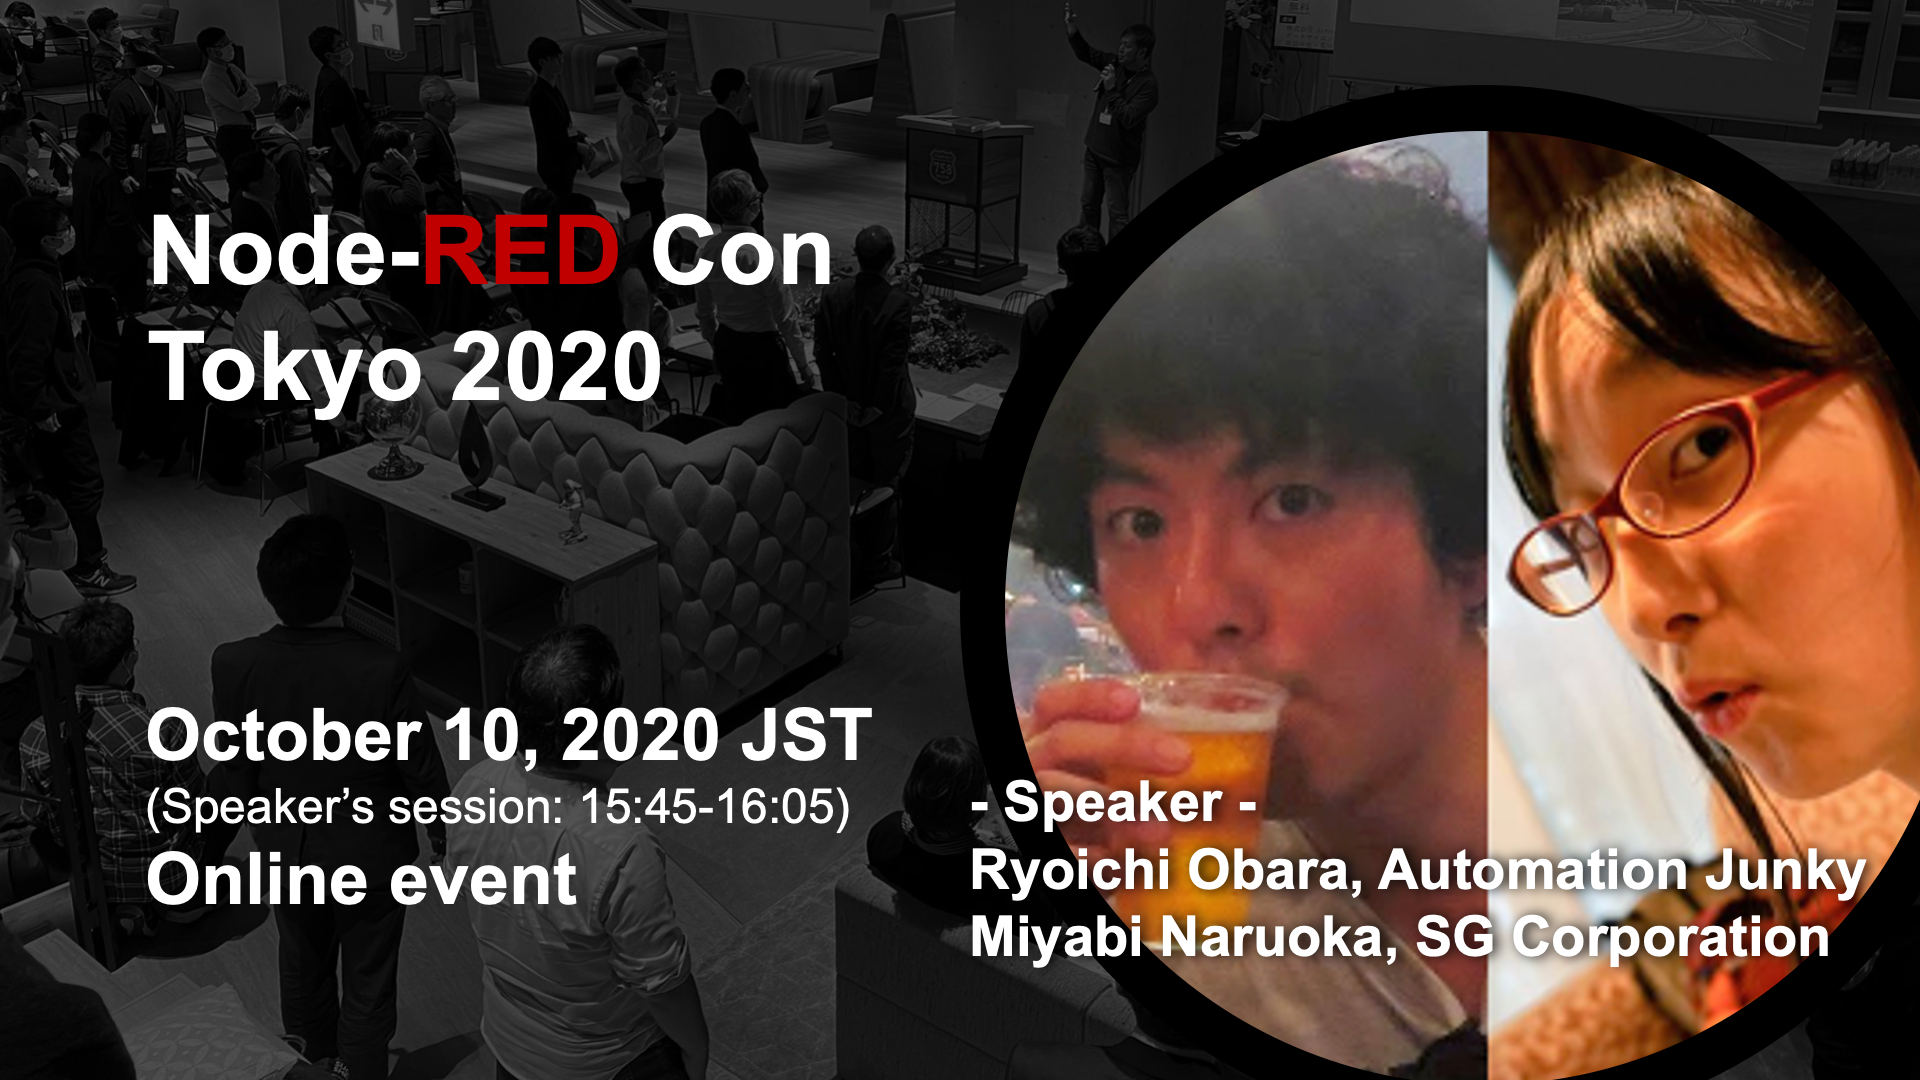 Node-RED Con
Tokyo 2020
October 10, 2020 JST
(Speaker’s session: 15:45-16:05)
Online event
- Speaker -
Ryoichi Obara, Automation Junky
Miyabi Naruoka, SG Corporation
758